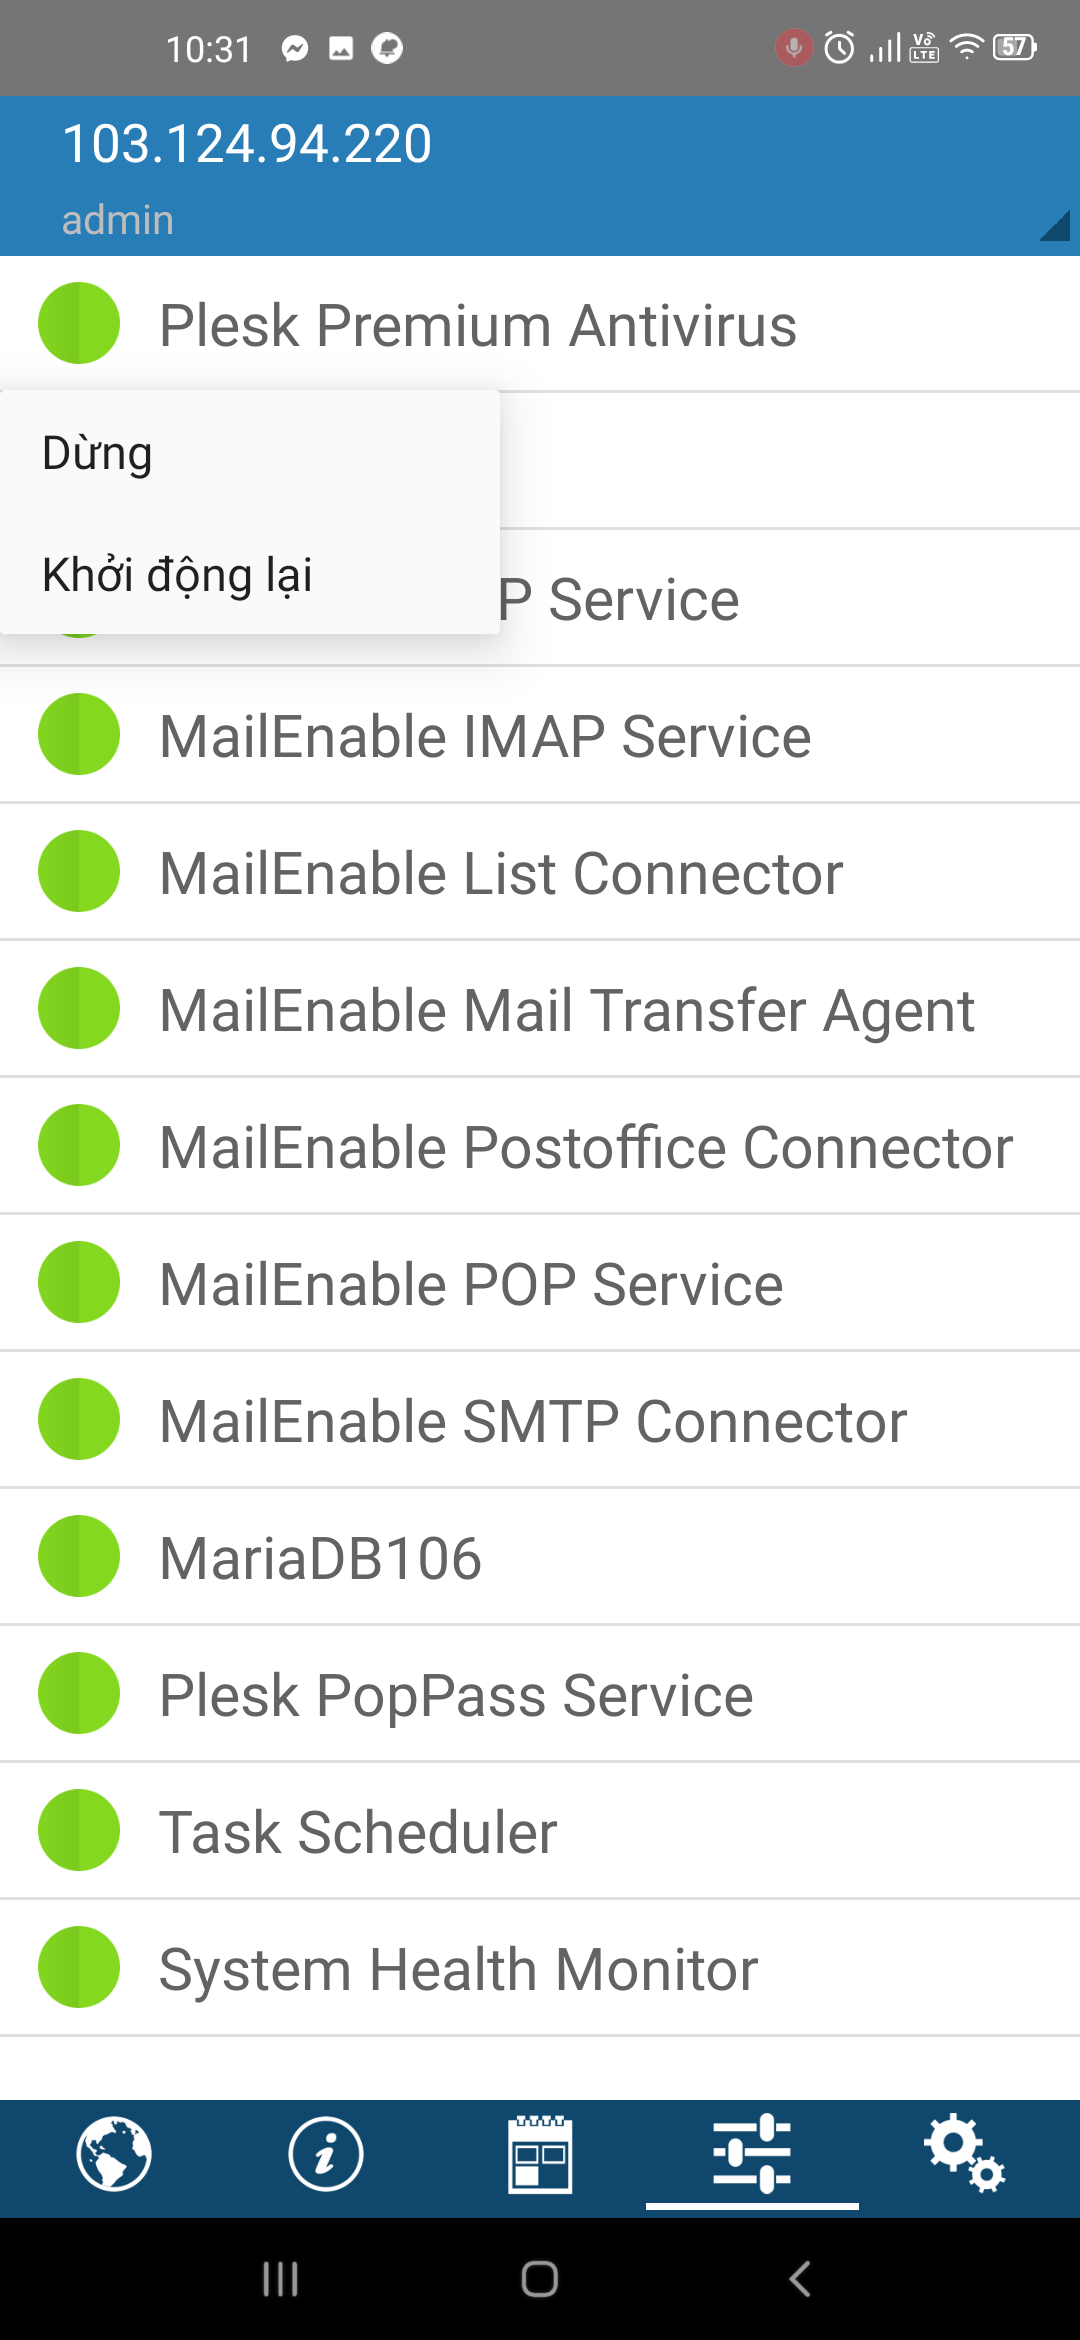 10:31
Vo
LTE
57
103.124.94.220
admin
Plesk Premium Antivirus
Dừng
Khởi động lại
P Service
MailEnable IMAP Service
MailEnable List Connector
MailEnable Mail Transfer Agent
MailEnable Postoffice Connector
MailEnable POP Service
MailEnable SMTP Connector
MariaDB106
Plesk PopPass Service
Task Scheduler
System Health Monitor